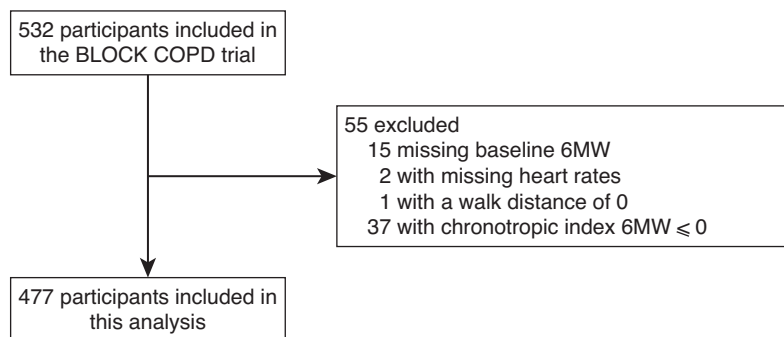 532 participants included in
the BLOCK COPD trial
55 excluded
15 missing baseline 6MW
2 with missing heart rates
1 with a walk distance of 0
37 with chronotropic index 6MW ⩽ 0
477 participants included in
this analysis